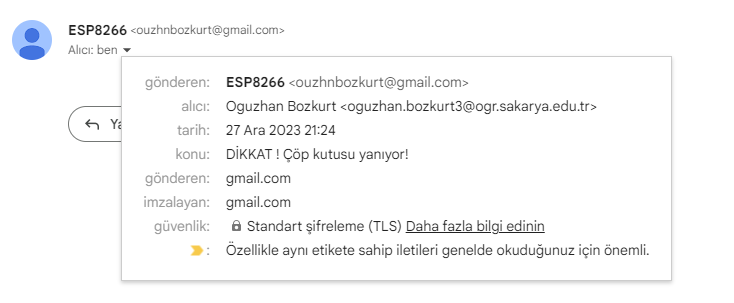 ESP8266 <ouzhnbozkurt@gmail.com>
Alıcı: ben
gönderen: ESP8266 <ouzhnbozkurt@gmail.com>
alıcı: Oguzhan Bozkurt <oguzhan.bozkurt3@ogr.sakarya.edu.tr>
tarih: 27 Ara 2023 21:24
konu: DİKKAT ! Çöp kutusu yanıyor!
gönderen: gmail.com
imzalayan: gmail.com
güvenlik: Standart şifreleme (TLS) Daha fazla bilgi edinin
: Özellikle aynı etikete sahip iletileri genelde okuduğunuz için önemli.